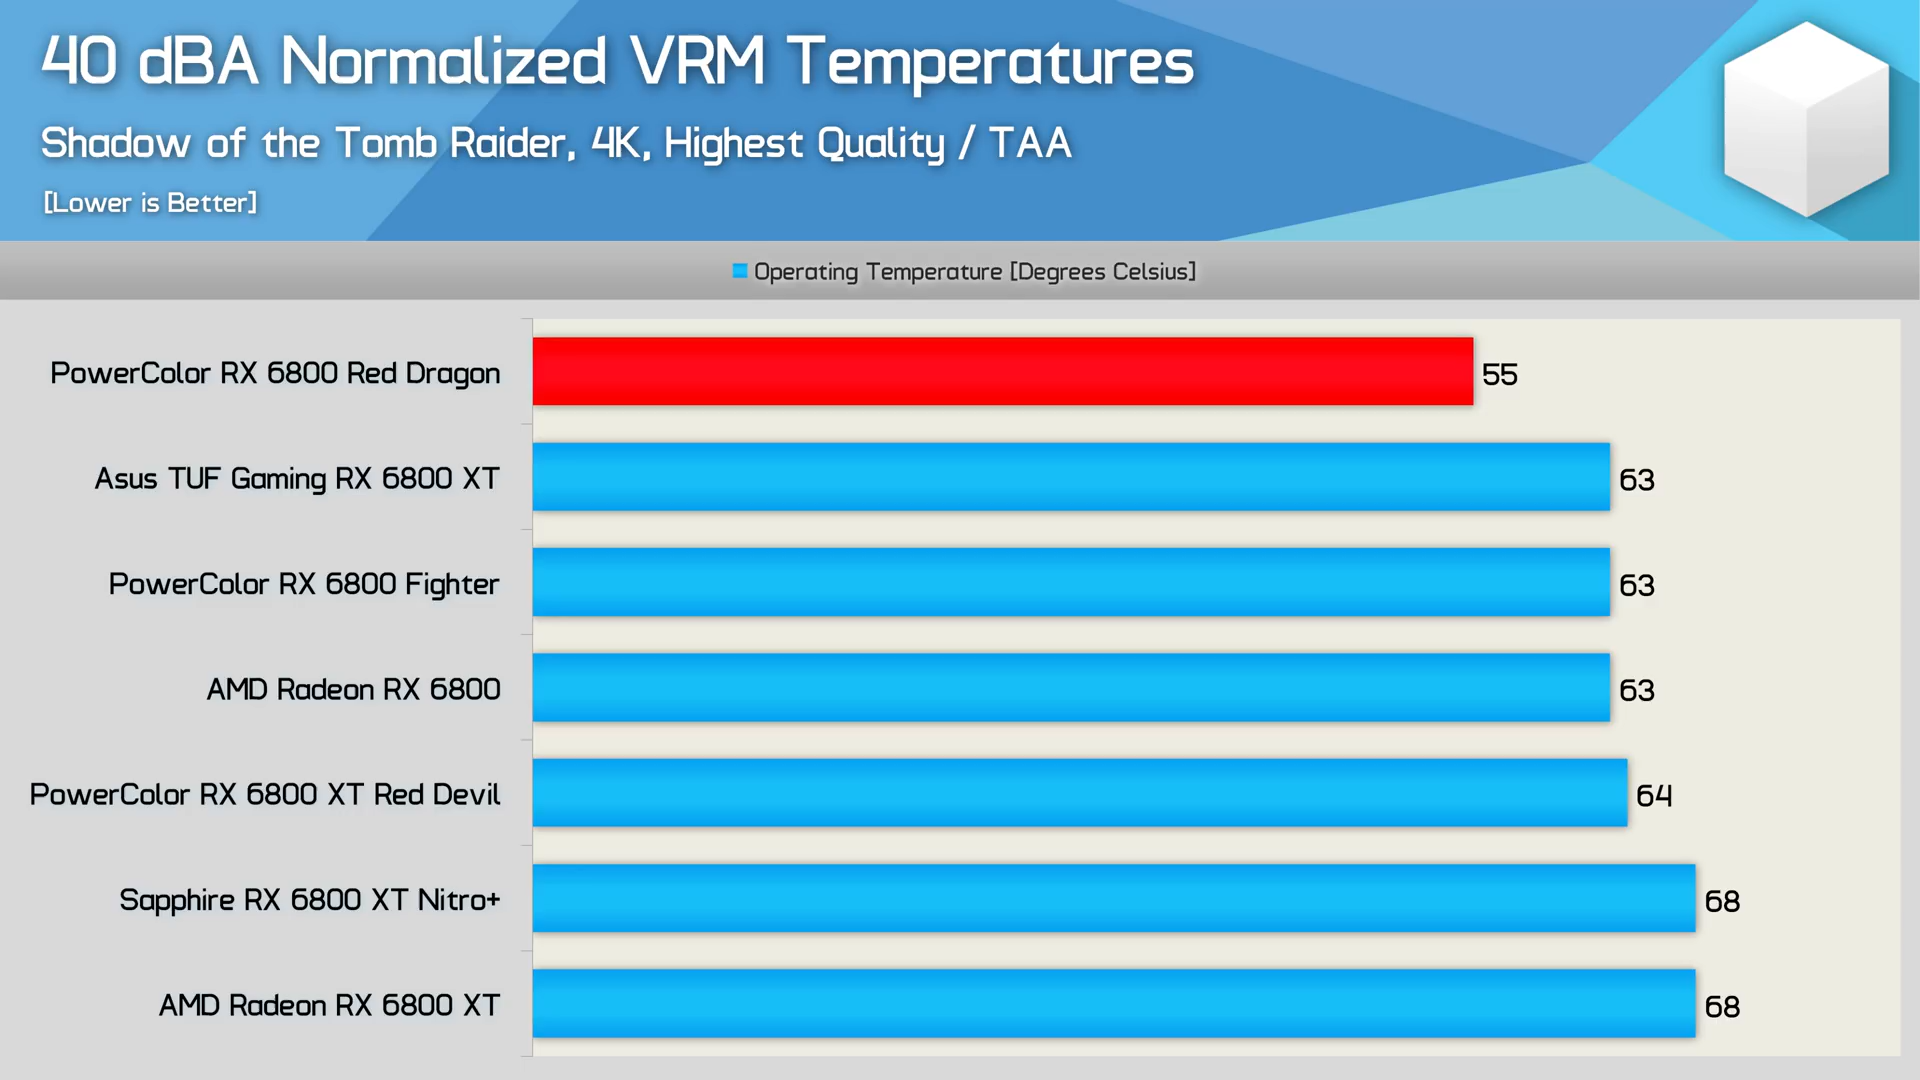 40 dBA Normalized VRM Temperatures
Shadow of the Tomb Raider, 4K, Highest Quality / TAA
[Lower is Better]
Operating Temperature [Degrees Celsius]
PowerColor RX 6800 Red Dragon 55
Asus TUF Gaming RX 6800 XT 63
PowerColor RX 6800 Fighter 63
AMD Radeon RX 6800 63
PowerColor RX 6800 XT Red Devil 64
Sapphire RX 6800 XT Nitro+ 68
AMD Radeon RX 6800 XT 68